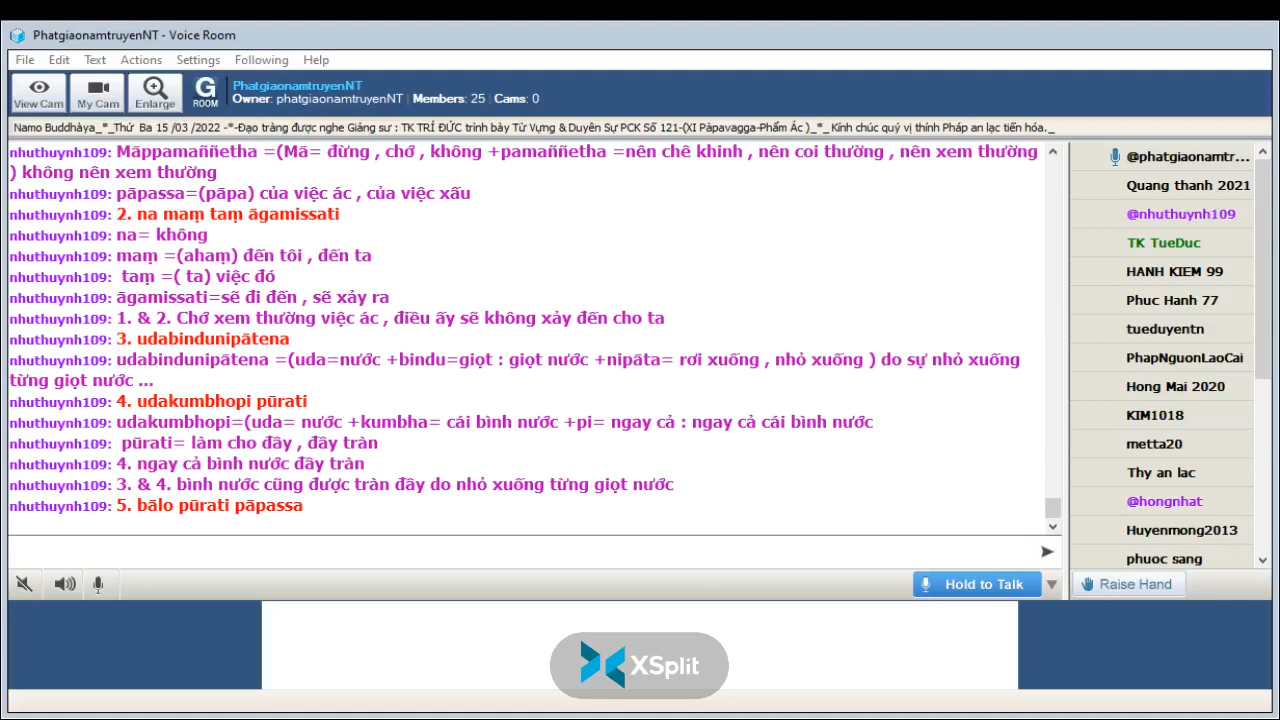 PhatgiaonamtruyenNT - Voice Room
File Edit Text Actions Settings Following Help
View Cam
My Cam
Enlarge
G
ROOM
PhatgiaonamtruyenNT
Owner: phatgiaonamtruyenNT | Members: 25 | Cams: 0
Namo Buddhàya_*_Thứ Ba 15 /03 /2022 -*-Đạo tràng được nghe Giảng sư : TK TRÍ ĐỨC trình bày Từ Vựng & Duyên Sự PCK Số 121-(XI Pàpavagga-Phẩm Ác )_*_ Kính chúc quý vị thính Pháp an lạc tiến hóa._
nhuthuynh109: Māppamaññetha =(Mā= đừng , chớ , không +pamaññetha =nên chê khinh , nên coi thường , nên xem thường
) không nên xem thường
nhuthuynh109: pāpassa=(pāpa) của việc ác , của việc xấu
nhuthuynh109: 2. na maṃ taṃ āgamissati
nhuthuynh109: na= không
nhuthuynh109: maṃ =(ahaṃ) đến tôi , đến ta
nhuthuynh109: taṃ =( ta) việc đó
nhuthuynh109: āgamissati=sẽ đi đến , sẽ xảy ra
nhuthuynh109: 1. & 2. Chớ xem thường việc ác , điều ấy sẽ không xảy đến cho ta
nhuthuynh109: 3. udabindunipātena
nhuthuynh109: udabindunipātena =(uda=nước +bindu=giọt : giọt nước +nipāta= rơi xuống , nhỏ xuống ) do sự nhỏ xuống
từng giọt nước ...
nhuthuynh109: 4. udakumbhopi pūrati
nhuthuynh109: udakumbhopi=(uda= nước +kumbha= cái bình nước +pi= ngay cả : ngay cả cái bình nước
nhuthuynh109: pūrati= làm cho đầy , đầy tràn
nhuthuynh109: 4. ngay cả bình nước đầy tràn
nhuthuynh109: 3. & 4. bình nước cũng được tràn đầy do nhỏ xuống từng giọt nước
nhuthuynh109: 5. bālo pūrati pāpassa
@phatgiaonamtr...
Quang thanh 2021
@nhuthuynh109
TK TueDuc
HANH KIEM 99
Phuc Hanh 77
tueduyentn
PhapNguonLaoCai
Hong Mai 2020
KIM1018
metta20
Thy an lac
@hongnhat
Huyenmong2013
phuoc sang
Hold to Talk
Raise Hand
XSplit